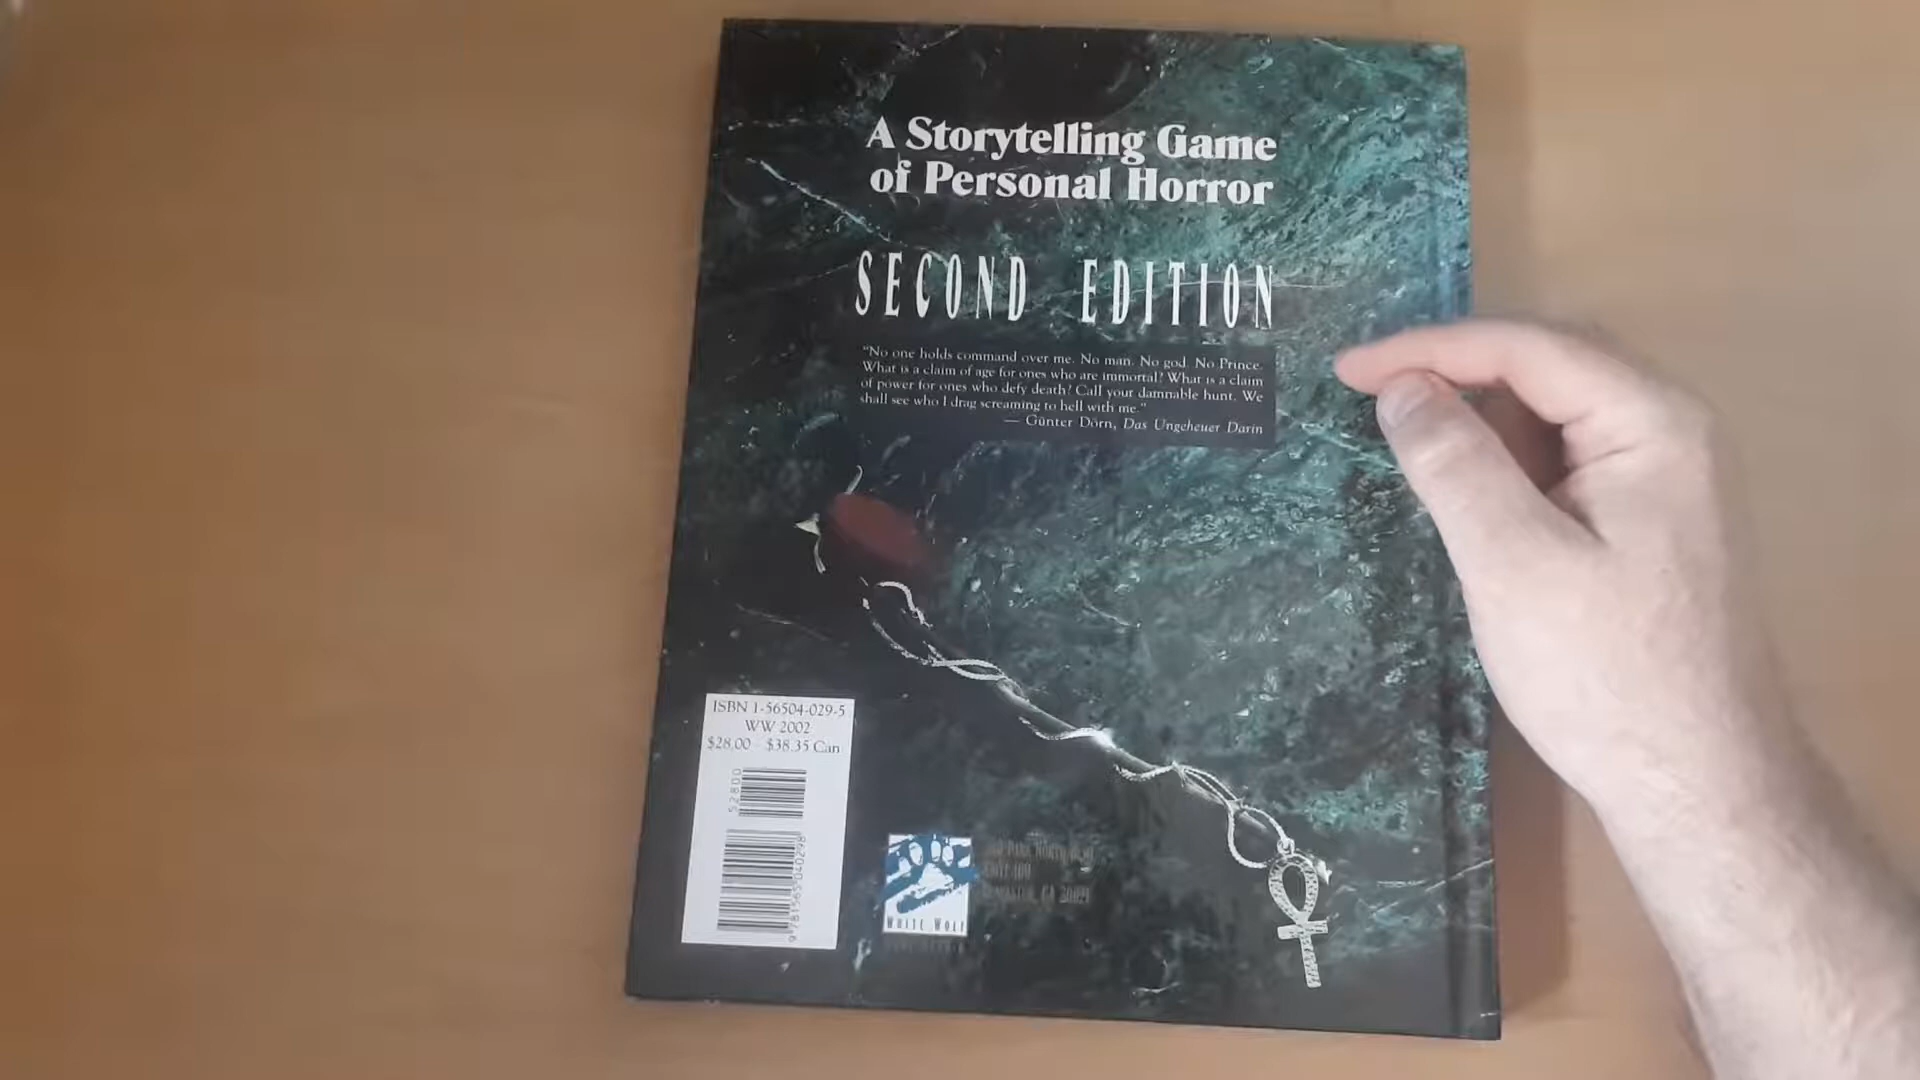 A Storytelling Game
of Personal Horror
SECOND EDITION
"No one holds command over me. No man. No god. No Prince.
What is a claim of age for ones who are immortal? What is a claim
of power for ones who defy death? Call your damnable hunt. We
shall see who I drag screaming to hell with me."
— Günter Dörn, Das Ungeheuer Darin
ISBN 1-56504-029-5
WW 2002
$28.00 $38.35 Can
52800
9 781565 040298
WHITE WOLF